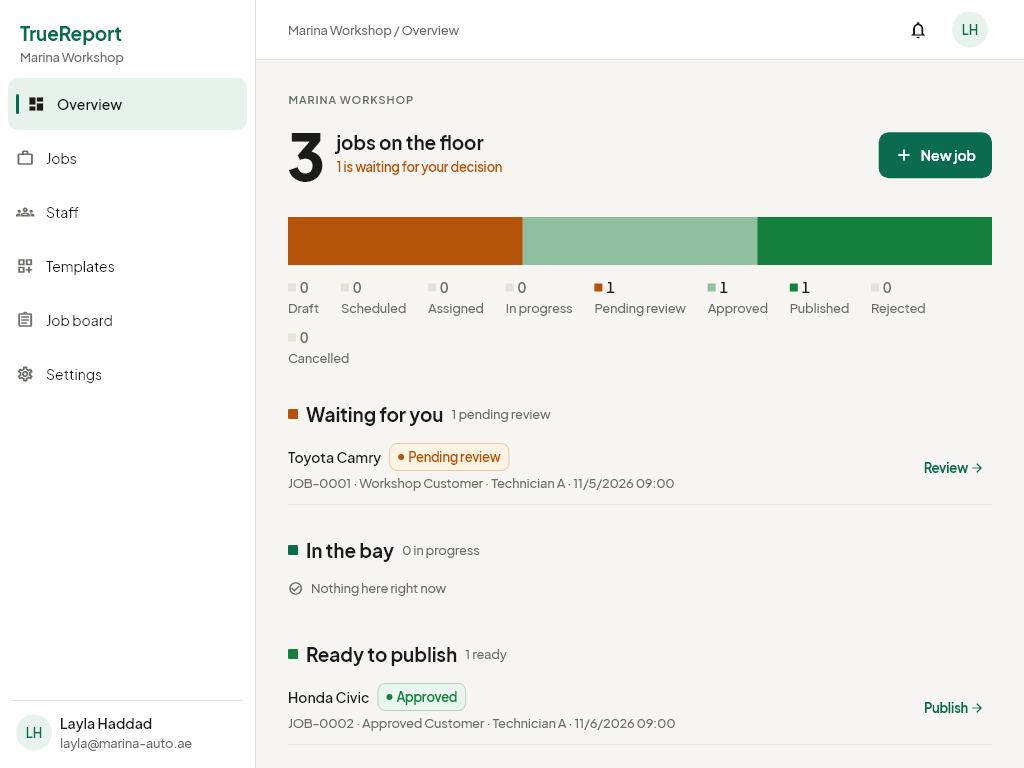 TrueReport
Marina Workshop
Overview
Jobs
Staff
Templates
Job board
Settings
LH
Layla Haddad
layla@marina-auto.ae
Marina Workshop / Overview
LH
MARINA WORKSHOP
3
jobs on the floor
1 is waiting for your decision
New job
0
Draft
0
Scheduled
0
Assigned
0
In progress
1
Pending review
1
Approved
1
Published
0
Rejected
0
Cancelled
Waiting for you 1 pending review
Toyota Camry Pending review
JOB-0001 · Workshop Customer · Technician A · 11/5/2026 09:00
Review →
In the bay 0 in progress
Nothing here right now
Ready to publish 1 ready
Honda Civic Approved
JOB-0002 · Approved Customer · Technician A · 11/6/2026 09:00
Publish →